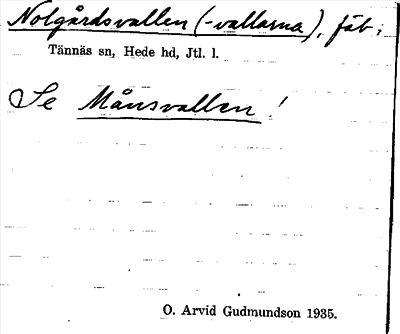 Nolgårdsvallen (-vallarna), fäb.;
Tännäs sn, Hede hd, Jtl. l.
Se Månsvallen!
O. Arvid Gudmundson 1935.